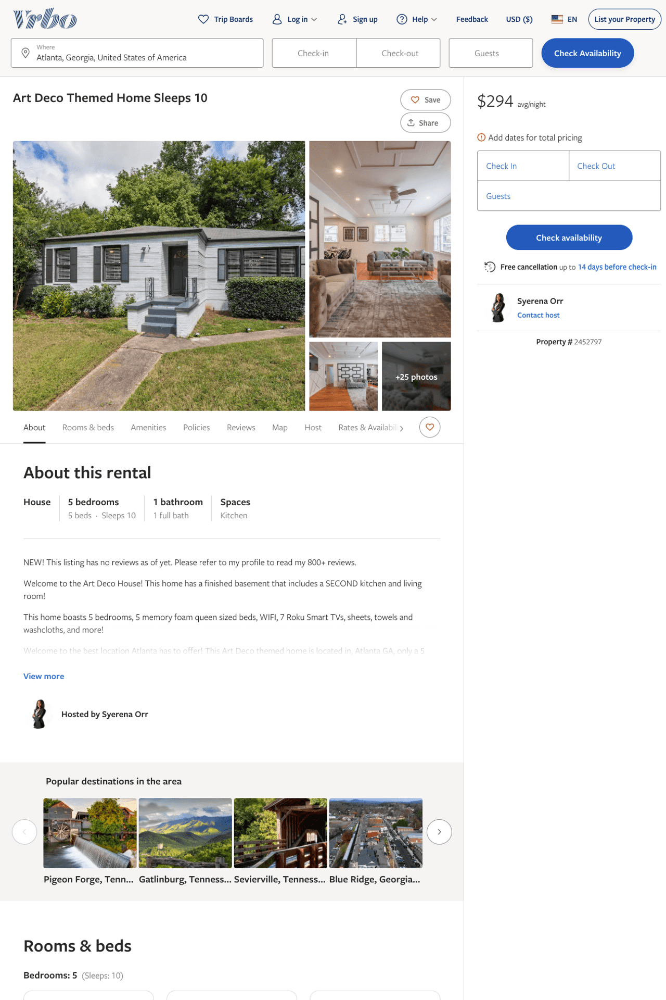 Vrbo
Trip Boards
Log in
Sign up
Help
Feedback
USD ($)
EN
List your Property
Where
Atlanta, Georgia, United States of America
Check-in
Check-out
Guests
Check Availability
Art Deco Themed Home Sleeps 10
Save
Share
$294 avg/night
Add dates for total pricing
Check In
Check Out
Guests
Check availability
Free cancellation up to 14 days before check-in
Syerena Orr
Contact host
Property # 2452797
+25 photos
About
Rooms & beds
Amenities
Policies
Reviews
Map
Host
Rates & Availabili
About this rental
House
5 bedrooms
5 beds · Sleeps 10
1 bathroom
1 full bath
Spaces
Kitchen
NEW! This listing has no reviews as of yet. Please refer to my profile to read my 800+ reviews.
Welcome to the Art Deco House! This home has a finished basement that includes a SECOND kitchen and living
room!
This home boasts 5 bedrooms, 5 memory foam queen sized beds, WIFI, 7 Roku Smart TVs, sheets, towels and
washcloths, and more!
Welcome to the best location Atlanta has to offer! This Art Deco themed home is located in, Atlanta GA, only a 5
View more
Hosted by Syerena Orr
Popular destinations in the area
Pigeon Forge, Tenn...
Gatlinburg, Tenness...
Sevierville, Tenness...
Blue Ridge, Georgia...
Rooms & beds
Bedrooms: 5 (Sleeps: 10)